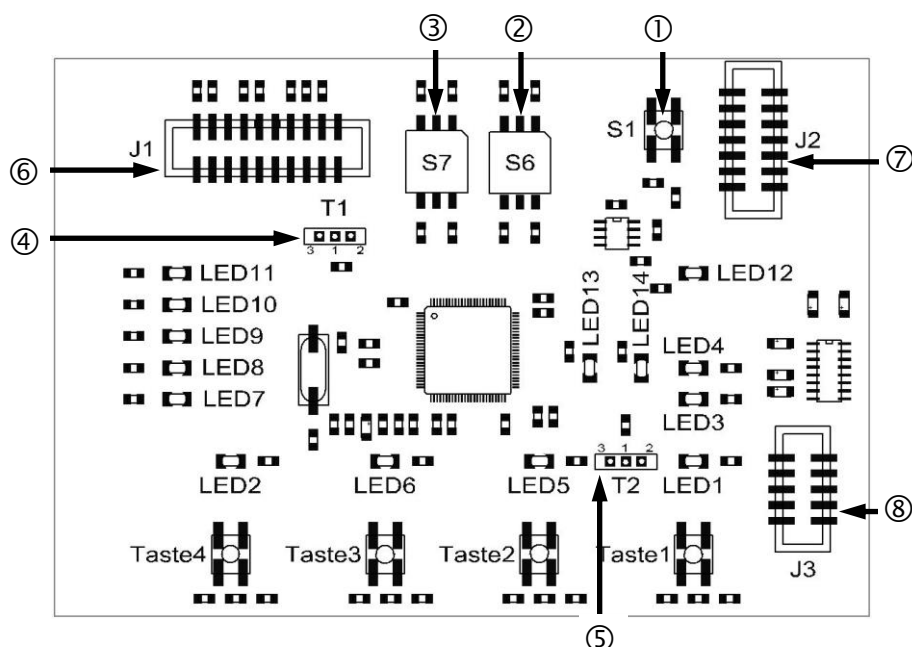 ③ ② ①
S1
J2
J1
S7 S6
⑥ ⑦
T1
④
3 1 2
LED11 LED13 LED14 LED12
LED10
LED9
LED8 LED4
LED7 LED3
3 1 2
LED2 LED6 LED5 T2 LED1
⑧
Taste4 Taste3 Taste2 Taste1
J3
⑤